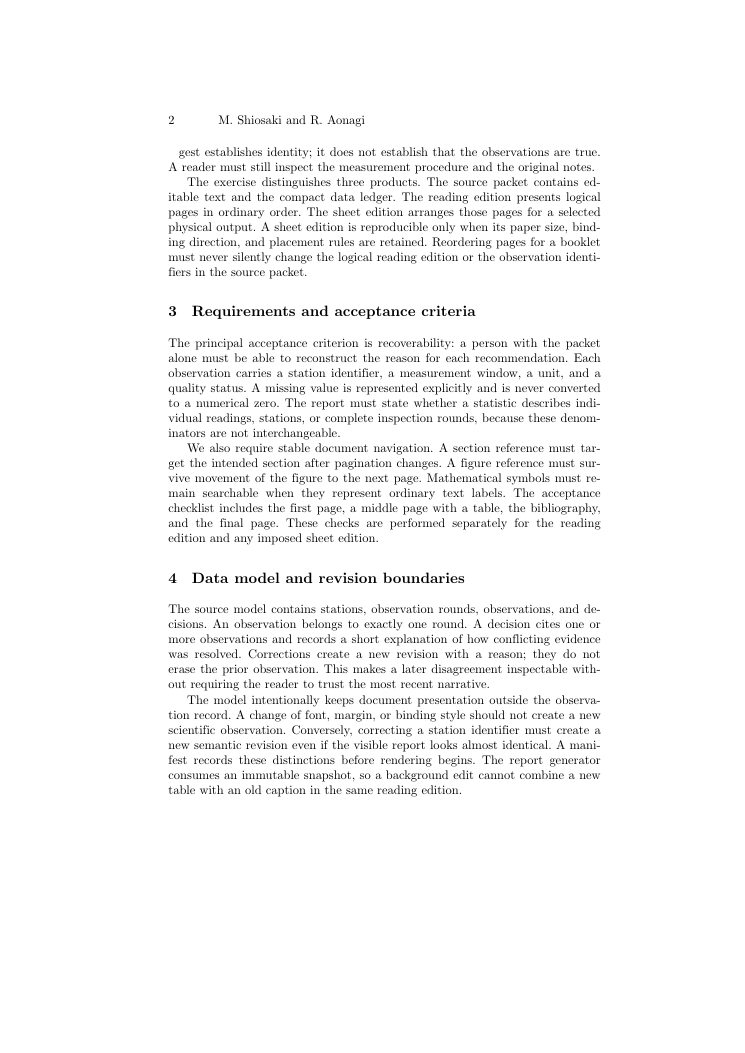 2 M. Shiosaki and R. Aonagi
gest establishes identity; it does not establish that the observations are true.
A reader must still inspect the measurement procedure and the original notes.
The exercise distinguishes three products. The source packet contains ed-
itable text and the compact data ledger. The reading edition presents logical
pages in ordinary order. The sheet edition arranges those pages for a selected
physical output. A sheet edition is reproducible only when its paper size, bind-
ing direction, and placement rules are retained. Reordering pages for a booklet
must never silently change the logical reading edition or the observation identi-
fiers in the source packet.
3 Requirements and acceptance criteria
The principal acceptance criterion is recoverability: a person with the packet
alone must be able to reconstruct the reason for each recommendation. Each
observation carries a station identifier, a measurement window, a unit, and a
quality status. A missing value is represented explicitly and is never converted
to a numerical zero. The report must state whether a statistic describes indi-
vidual readings, stations, or complete inspection rounds, because these denom-
inators are not interchangeable.
We also require stable document navigation. A section reference must tar-
get the intended section after pagination changes. A figure reference must sur-
vive movement of the figure to the next page. Mathematical symbols must re-
main searchable when they represent ordinary text labels. The acceptance
checklist includes the first page, a middle page with a table, the bibliography,
and the final page. These checks are performed separately for the reading
edition and any imposed sheet edition.
4 Data model and revision boundaries
The source model contains stations, observation rounds, observations, and de-
cisions. An observation belongs to exactly one round. A decision cites one or
more observations and records a short explanation of how conflicting evidence
was resolved. Corrections create a new revision with a reason; they do not
erase the prior observation. This makes a later disagreement inspectable with-
out requiring the reader to trust the most recent narrative.
The model intentionally keeps document presentation outside the observa-
tion record. A change of font, margin, or binding style should not create a new
scientific observation. Conversely, correcting a station identifier must create a
new semantic revision even if the visible report looks almost identical. A mani-
fest records these distinctions before rendering begins. The report generator
consumes an immutable snapshot, so a background edit cannot combine a new
table with an old caption in the same reading edition.